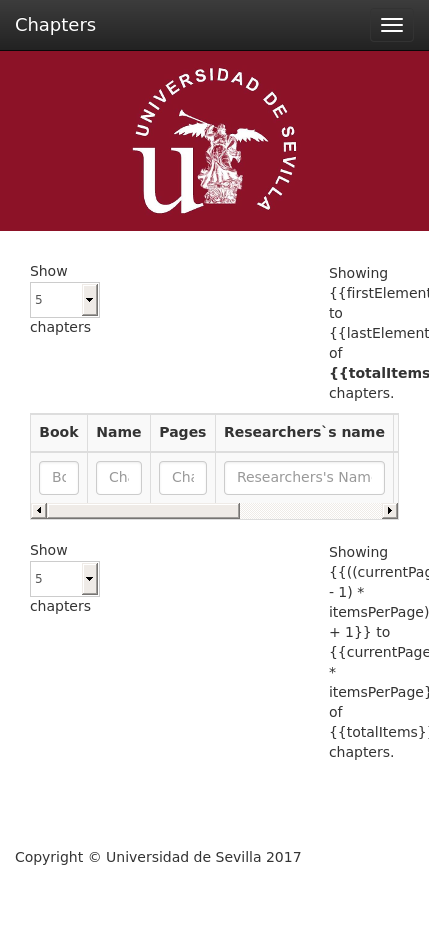 Chapters
UNIVERSIDAD DE SEVILLA
Show
5
chapters
Showing
{{firstElement
to
{{lastElement
of
{{totalItems
chapters.
Book Name Pages Researchers`s name
Bo Cha Cha Researchers's Nam
Show
5
chapters
Showing
{{((currentPag
- 1) *
itemsPerPage)
+ 1}} to
{{currentPage
*
itemsPerPage}
of
{{totalItems}}
chapters.
Copyright © Universidad de Sevilla 2017